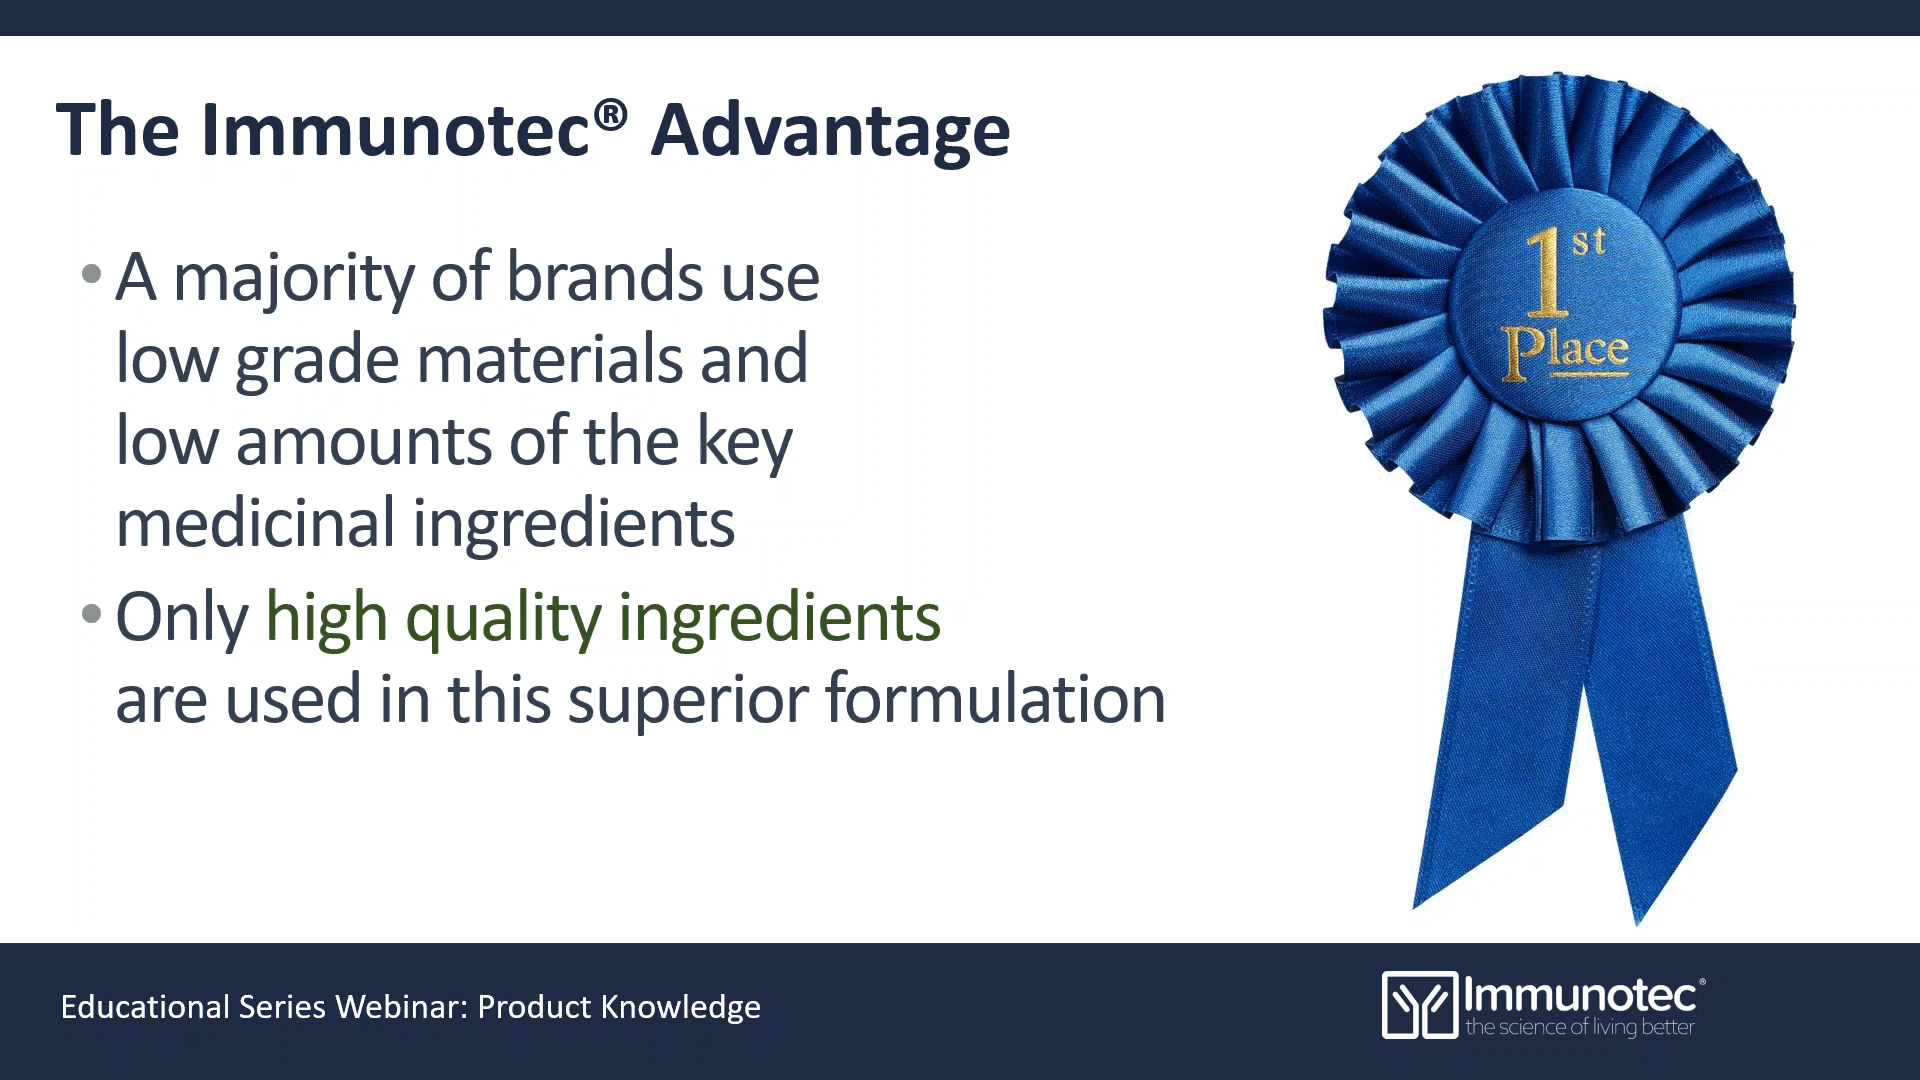 The Immunotec® Advantage
• A majority of brands use
low grade materials and
low amounts of the key
medicinal ingredients
• Only high quality ingredients
are used in this superior formulation
1st
Place
Educational Series Webinar: Product Knowledge
Immunotec®
the science of living better